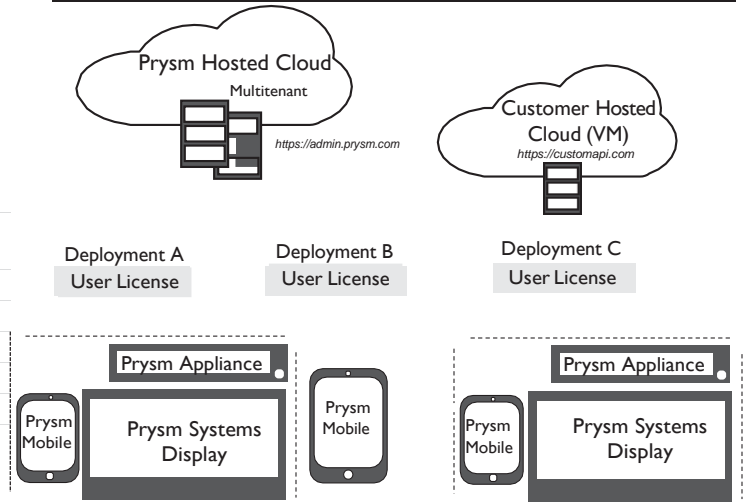 Prysm Hosted Cloud
Multitenant
https://admin.prysm.com
Customer Hosted
Cloud (VM)
https://customapi.com
Deployment A
User License
Deployment B
User License
Deployment C
User License
Prysm Appliance
Prysm
Mobile
Prysm Systems
Display
Prysm
Mobile
Prysm Appliance
Prysm
Mobile
Prysm Systems
Display